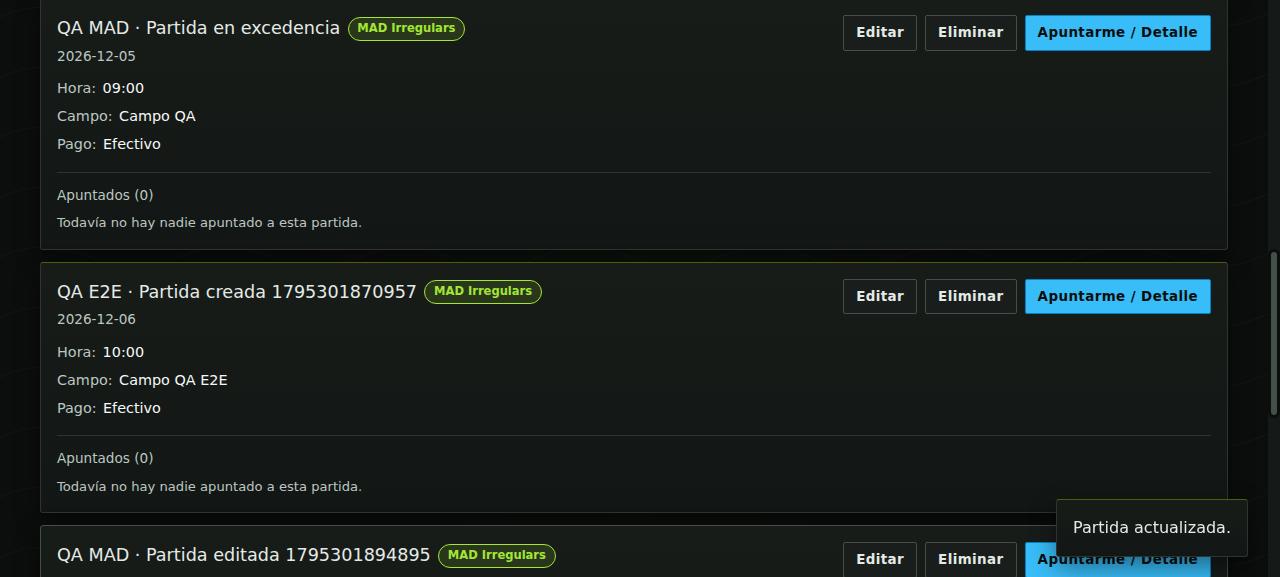 QA MAD · Partida en excedencia MAD Irregulars Editar Eliminar Apuntarme / Detalle
2026-12-05
Hora: 09:00
Campo: Campo QA
Pago: Efectivo
Apuntados (0)
Todavía no hay nadie apuntado a esta partida.
QA E2E · Partida creada 1795301870957 MAD Irregulars Editar Eliminar Apuntarme / Detalle
2026-12-06
Hora: 10:00
Campo: Campo QA E2E
Pago: Efectivo
Apuntados (0)
Todavía no hay nadie apuntado a esta partida.
Partida actualizada.
QA MAD · Partida editada 1795301894895 MAD Irregulars Editar Eliminar Apuntarme / Detalle